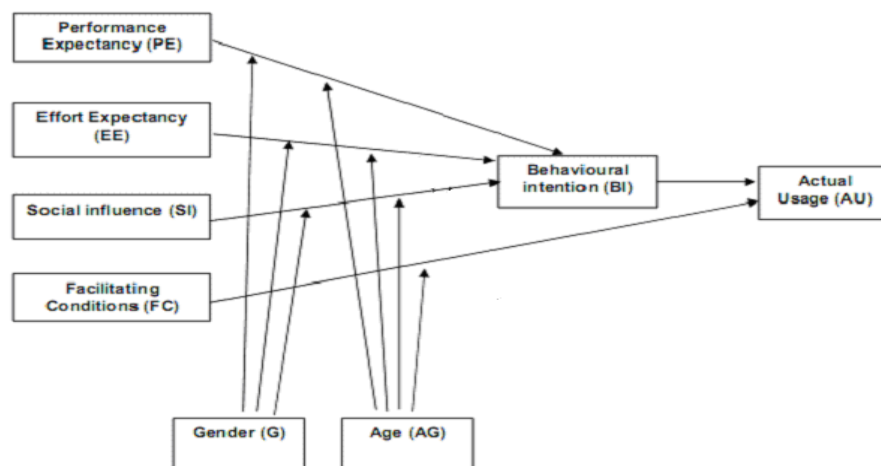 Performance
Expectancy (PE)
Effort Expectancy
(EE)
Social influence (SI)
Facilitating
Conditions (FC)
Behavioural
intention (BI)
Actual
Usage (AU)
Gender (G)
Age (AG)